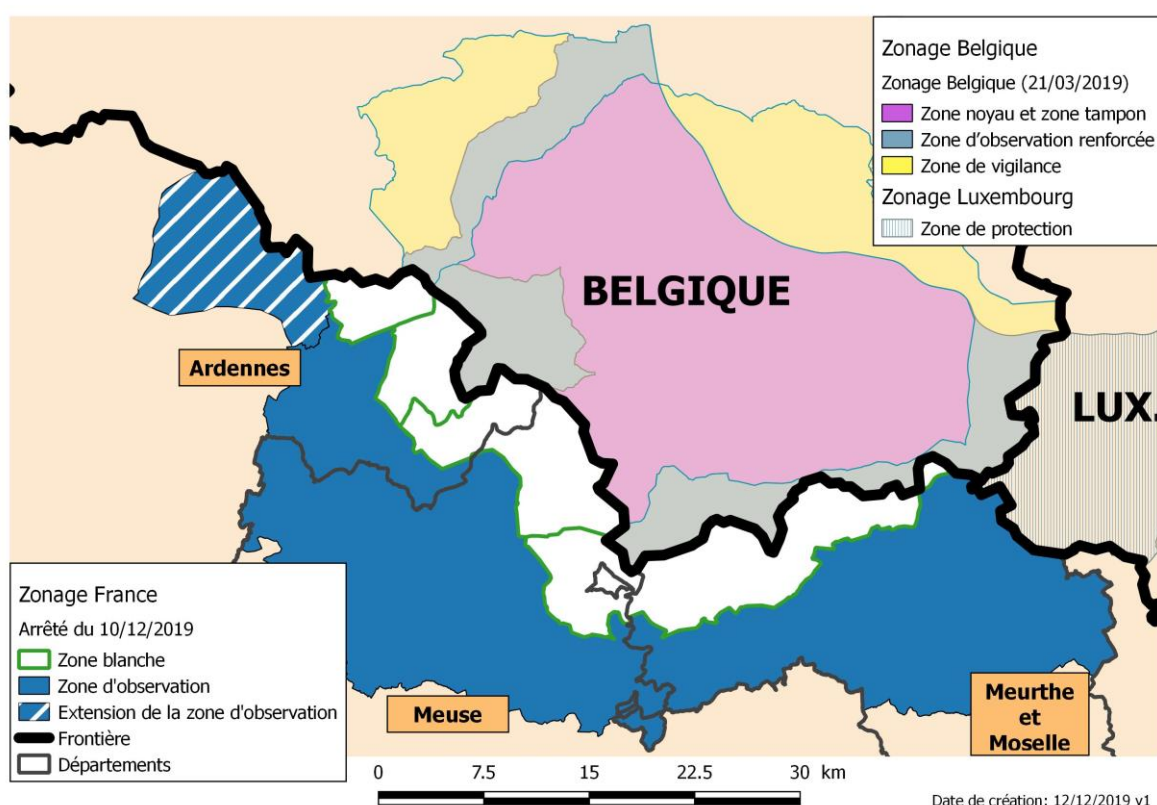 Zonage Belgique
Zonage Belgique (21/03/2019)
Zone noyau et zone tampon
Zone d'observation renforcée
Zone de vigilance
Zonage Luxembourg
Zone de protection
BELGIQUE
Ardennes
LUX.
Zonage France
Arrêté du 10/12/2019
Zone blanche
Zone d'observation
Extension de la zone d'observation
Frontière
Départements
Meuse
Meurthe
et
Moselle
0 7.5 15 22.5 30 km
Date de création: 12/12/2019 v1